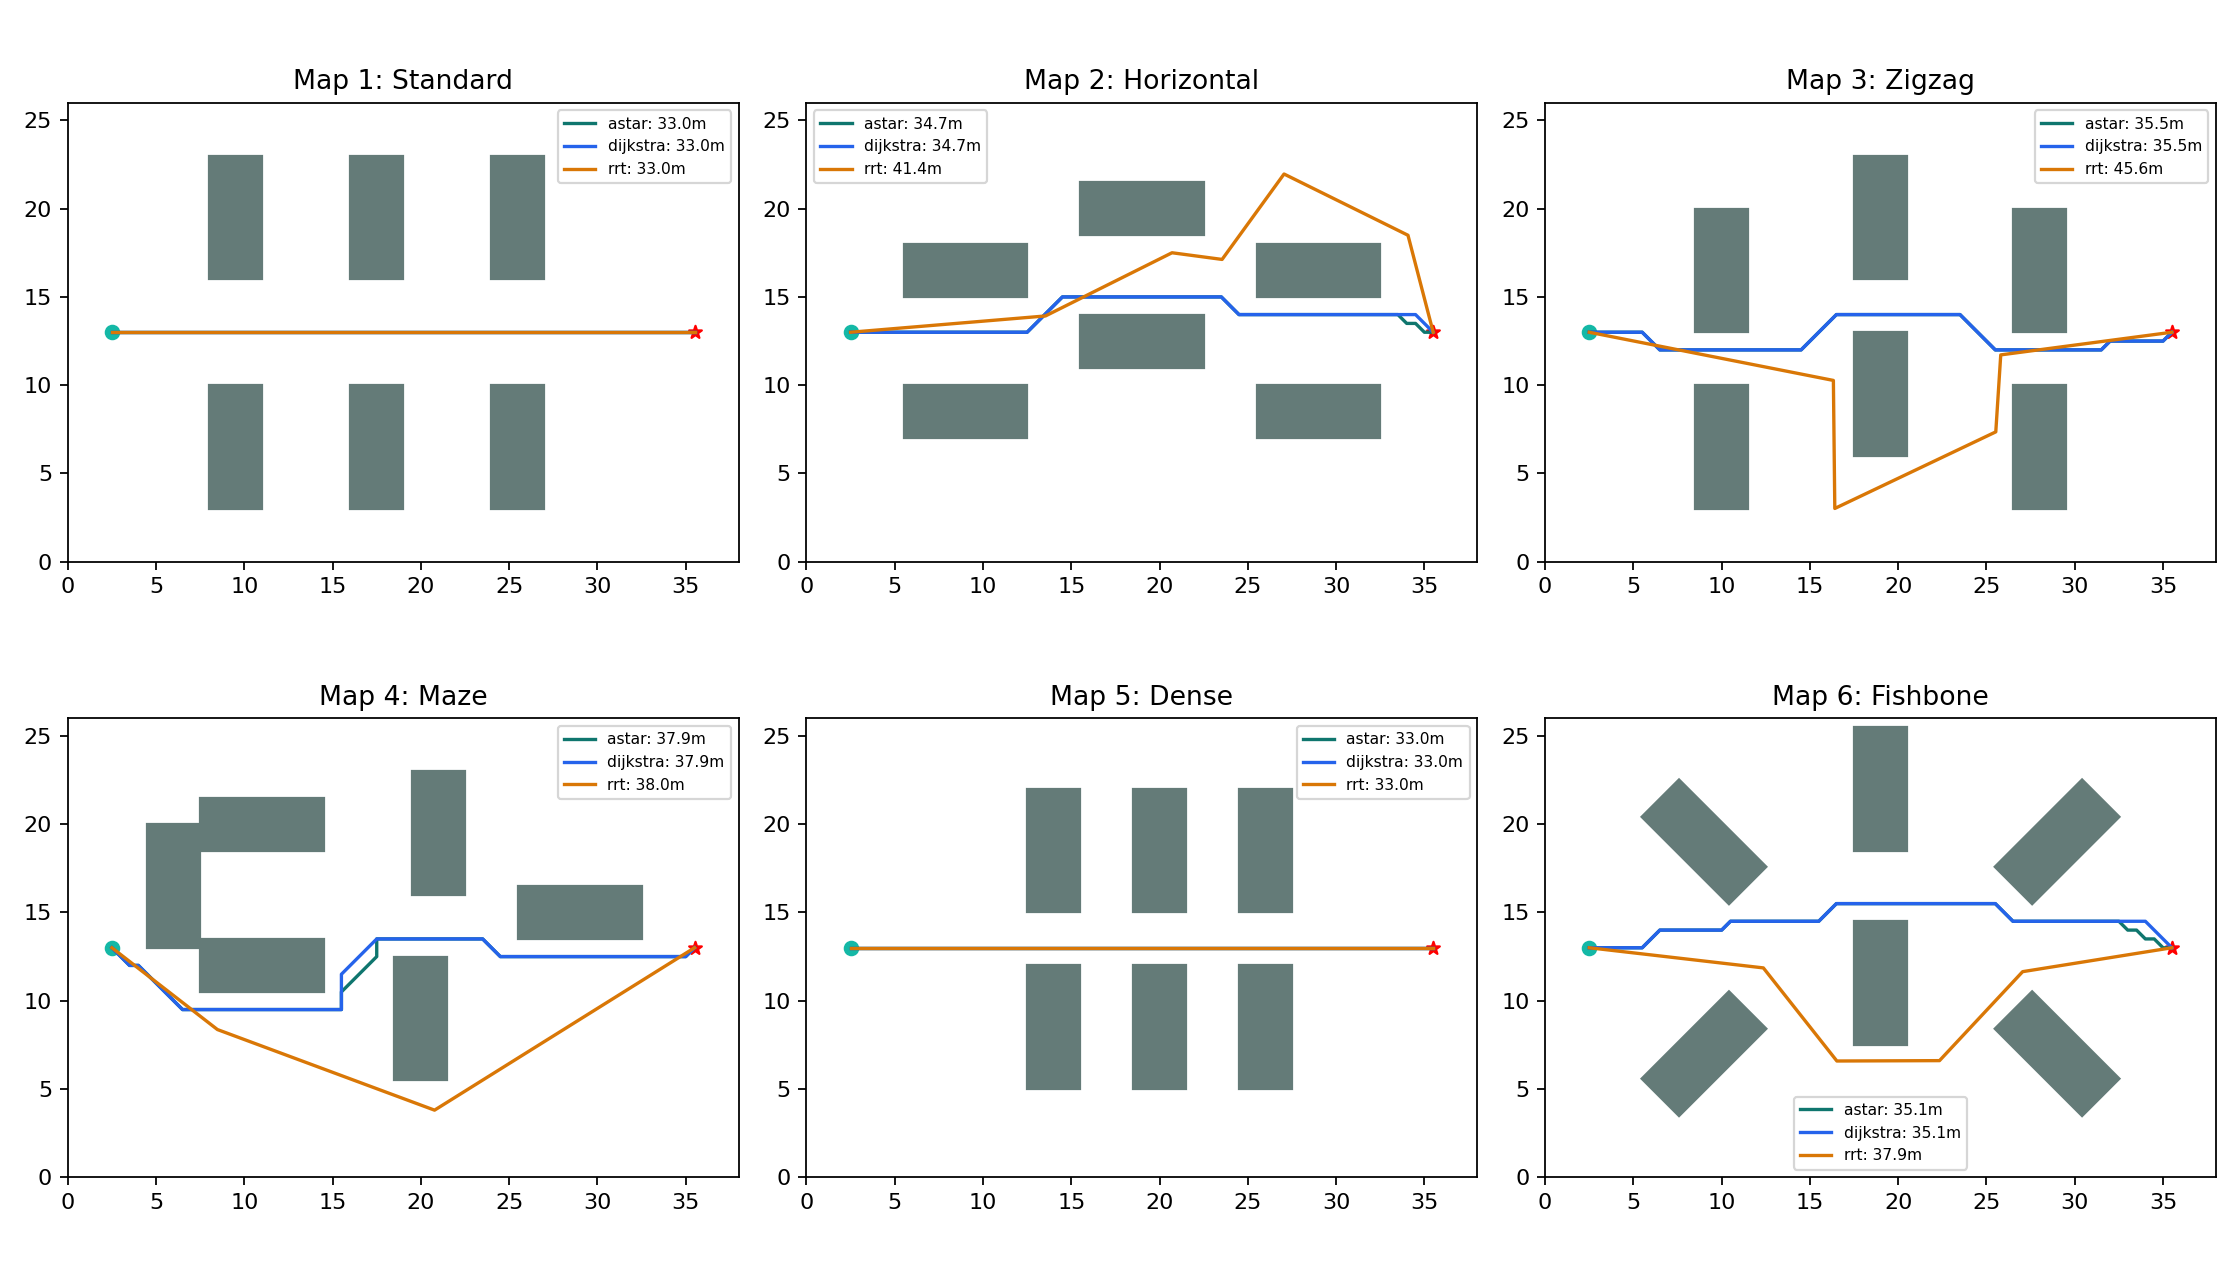 Map 1: Standard
astar: 33.0m
dijkstra: 33.0m
rrt: 33.0m
25
20
15
10
5
0
0 5 10 15 20 25 30 35
Map 2: Horizontal
astar: 34.7m
dijkstra: 34.7m
rrt: 41.4m
25
20
15
10
5
0
0 5 10 15 20 25 30 35
Map 3: Zigzag
astar: 35.5m
dijkstra: 35.5m
rrt: 45.6m
25
20
15
10
5
0
0 5 10 15 20 25 30 35
Map 4: Maze
astar: 37.9m
dijkstra: 37.9m
rrt: 38.0m
25
20
15
10
5
0
0 5 10 15 20 25 30 35
Map 5: Dense
astar: 33.0m
dijkstra: 33.0m
rrt: 33.0m
25
20
15
10
5
0
0 5 10 15 20 25 30 35
Map 6: Fishbone
25
20
15
10
5
0
astar: 35.1m
dijkstra: 35.1m
rrt: 37.9m
0 5 10 15 20 25 30 35